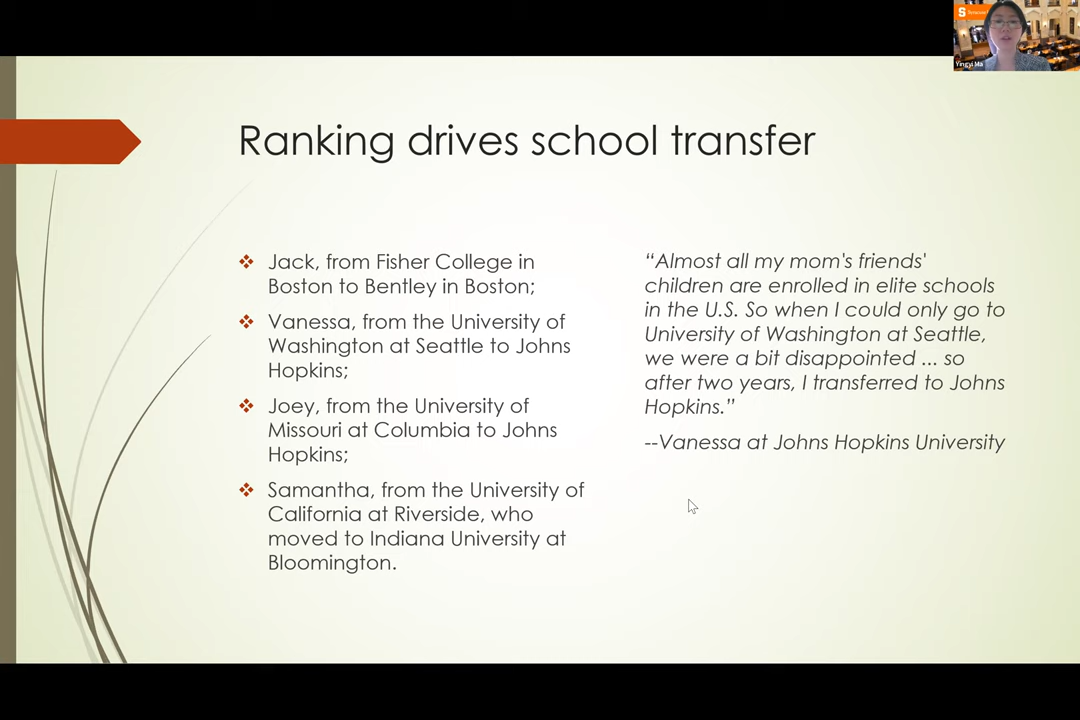 S
Yingyi Ma
Ranking drives school transfer
❖ Jack, from Fisher College in
Boston to Bentley in Boston;
❖ Vanessa, from the University of
Washington at Seattle to Johns
Hopkins;
❖ Joey, from the University of
Missouri at Columbia to Johns
Hopkins;
❖ Samantha, from the University of
California at Riverside, who
moved to Indiana University at
Bloomington.
“Almost all my mom's friends'
children are enrolled in elite schools
in the U.S. So when I could only go to
University of Washington at Seattle,
we were a bit disappointed ... so
after two years, I transferred to Johns
Hopkins.”
--Vanessa at Johns Hopkins University